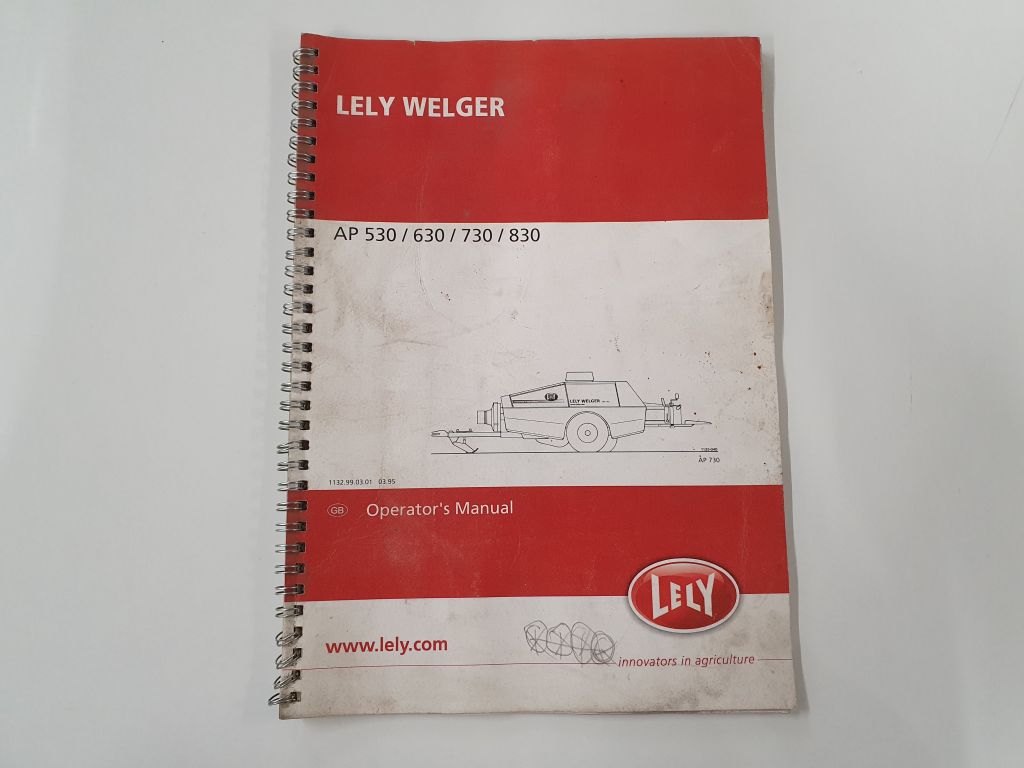 LELY WELGER
AP 530 / 630 / 730 / 830
LELY WELGER
AP 730
1132.99.03.01 03.95
GB Operator's Manual
LELY
www.lely.com
innovators in agriculture